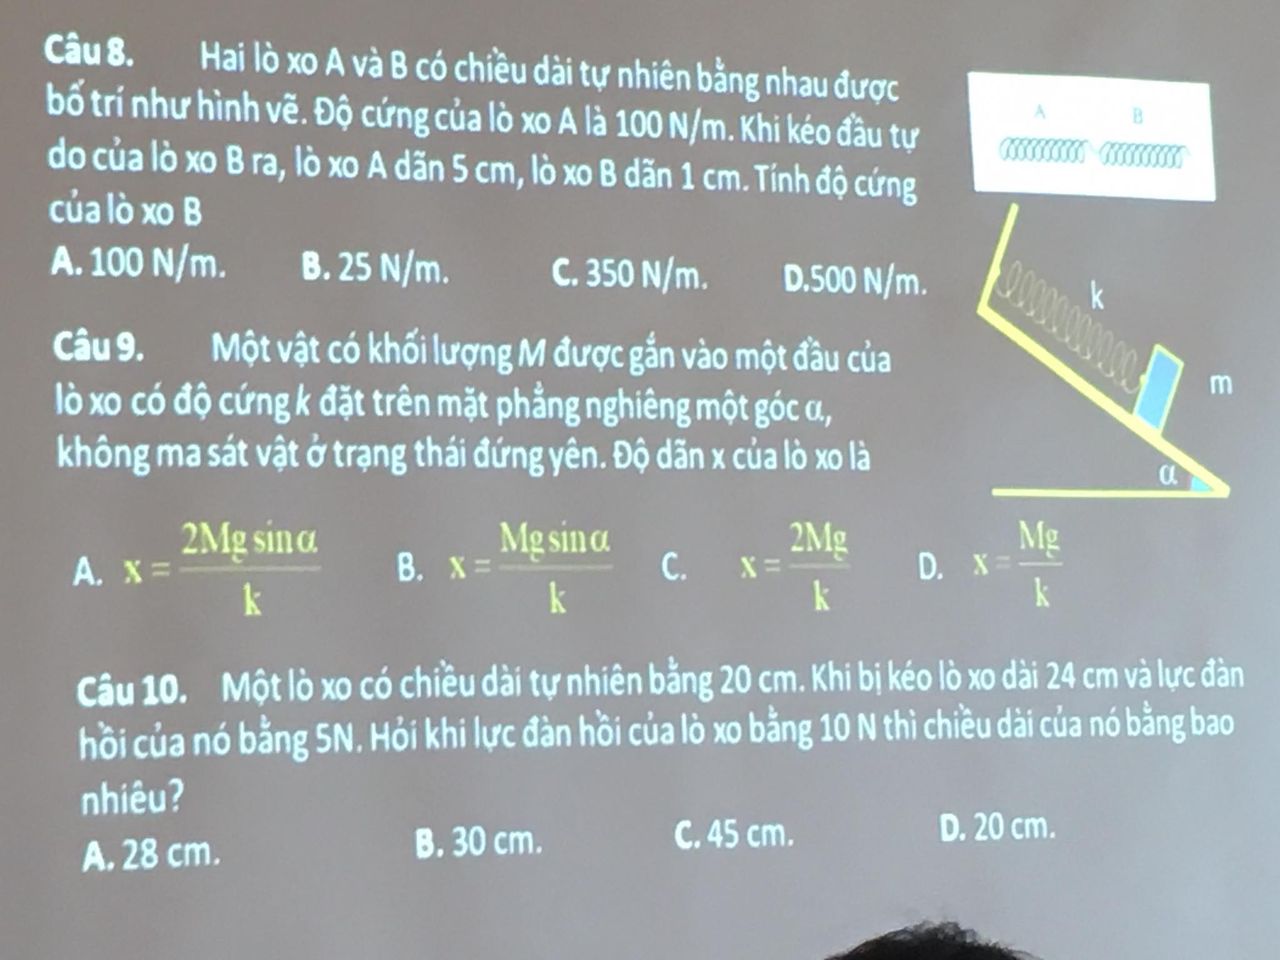 Câu 8. Hai lò xo A và B có chiều dài tự nhiên bằng nhau được
bố trí như hình vẽ. Độ cứng của lò xo A là 100 N/m. Khi kéo đầu tự
do của lò xo B ra, lò xo A dãn 5 cm, lò xo B dãn 1 cm. Tính độ cứng
của lò xo B
A. 100 N/m. B. 25 N/m. C. 350 N/m. D.500 N/m.
A B
k
m
α
Câu 9. Một vật có khối lượng M được gắn vào một đầu của
lò xo có độ cứng k đặt trên mặt phẳng nghiêng một góc α,
không ma sát vật ở trạng thái đứng yên. Độ dãn x của lò xo là
A. x = 2Mg sin α / k B. x = Mg sin α / k C. x = 2Mg / k D. x = Mg / k
Câu 10. Một lò xo có chiều dài tự nhiên bằng 20 cm. Khi bị kéo lò xo dài 24 cm và lực đàn
hồi của nó bằng 5N. Hỏi khi lực đàn hồi của lò xo bằng 10 N thì chiều dài của nó bằng bao
nhiêu?
A. 28 cm. B. 30 cm. C. 45 cm. D. 20 cm.